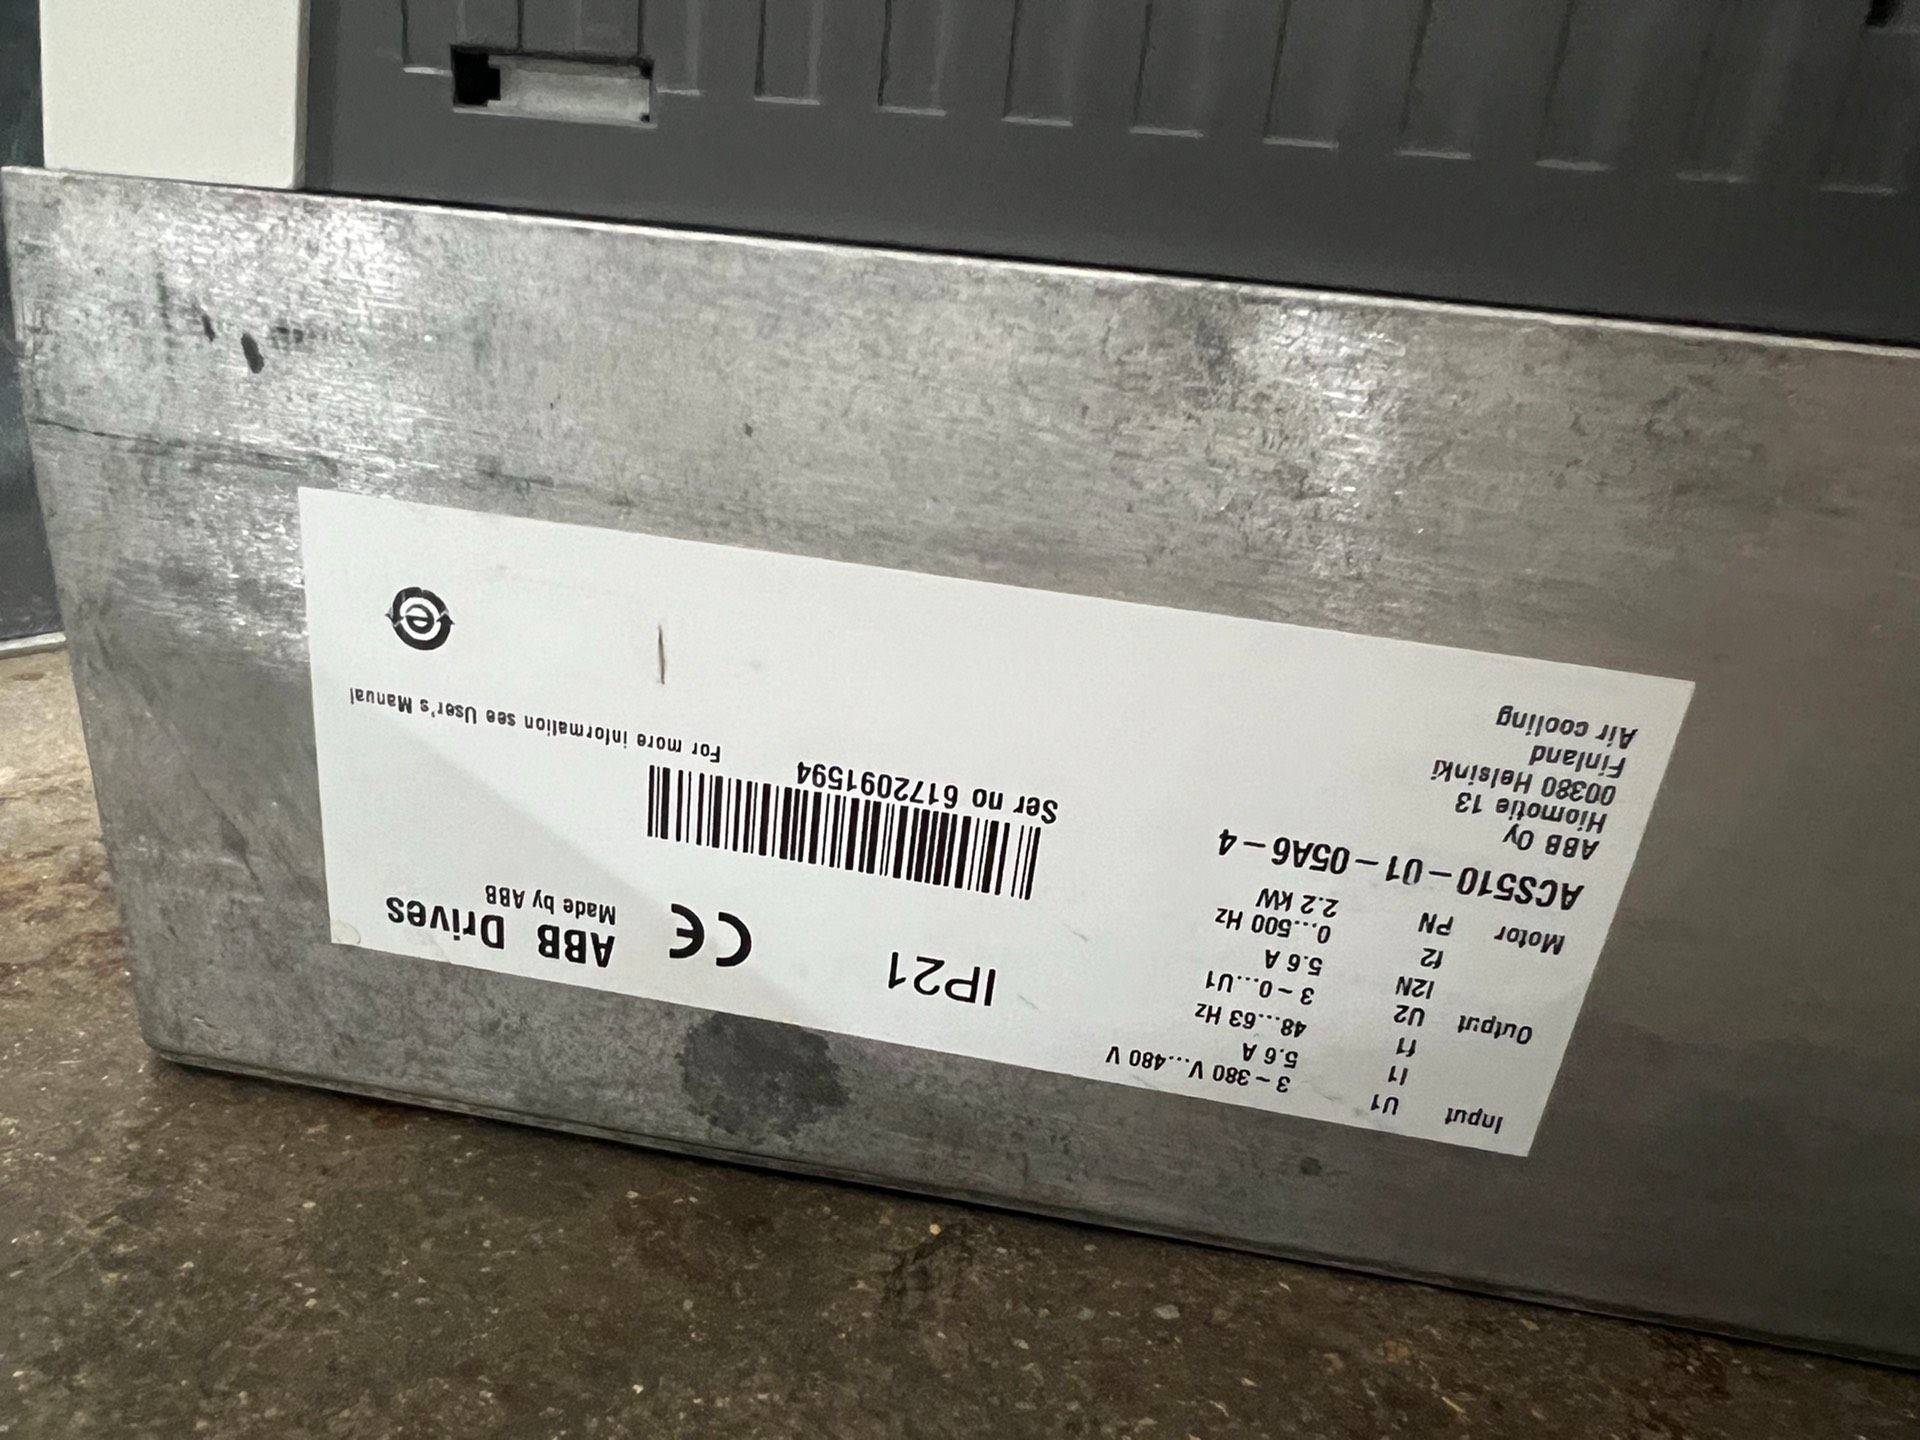 Input U1 3~380 V...480 V
I1 5.6 A
f1 48...63 Hz
Output U2 3~0...U1
I2N 5.6 A
f2 0...500 Hz
Motor PN 2.2 kW
ACS510-01-05A6-4
ABB Oy
Hiomotie 13
00380 Helsinki
Finland
Air cooling
IP21
CE
ABB Drives
Made by ABB
Ser no 6172091594
For more information see User's Manual
e